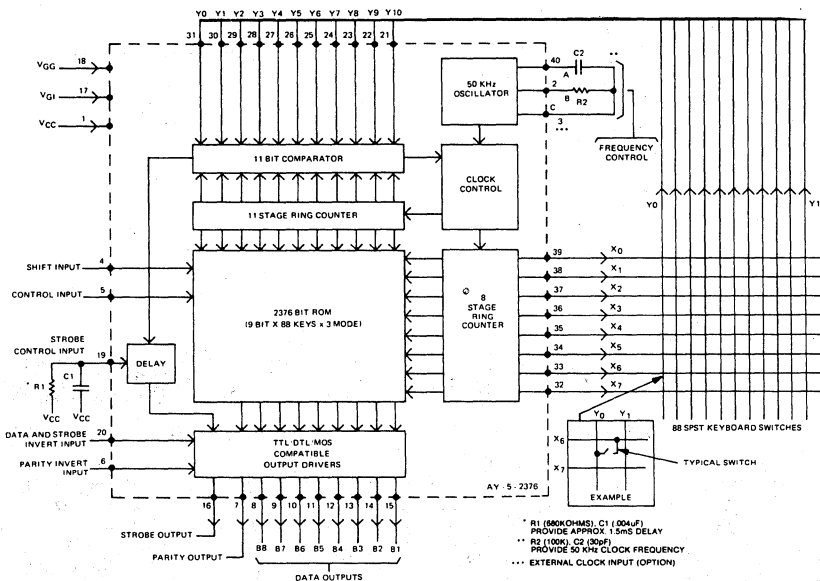 Y0 Y1 Y2 Y3 Y4 Y5 Y6 Y7 Y8 Y9 Y10
31 30 29 28 27 26 25 24 23 22 21
VGG 18
VGI 17
VCC 1
50 KHz OSCILLATOR
40
A
C2
**
2
B
R2
C
3
***
FREQUENCY CONTROL
11 BIT COMPARATOR
CLOCK CONTROL
11 STAGE RING COUNTER
Y0
Y1
SHIFT INPUT 4
CONTROL INPUT 5
2376 BIT ROM
(9 BIT X 88 KEYS x 3 MODE)
8 STAGE RING COUNTER
39 X0
38 X1
37 X2
36 X3
35 X4
34 X5
33 X6
32 X7
STROBE CONTROL INPUT 19
DELAY
* R1
C1
VCC VCC
DATA AND STROBE INVERT INPUT 20
PARITY INVERT INPUT 6
TTL·DTL·MOS COMPATIBLE OUTPUT DRIVERS
AY - 5 - 2376
16 7 8 9 10 11 12 13 14 15
STROBE OUTPUT
PARITY OUTPUT
B8 B7 B6 B5 B4 B3 B2 B1
DATA OUTPUTS
88 SPST KEYBOARD SWITCHES
Y0 Y1
X6
X7
EXAMPLE
TYPICAL SWITCH
* R1 (680KOHMS), C1 (.004uF)
PROVIDE APPROX. 1.5mS DELAY
** R2 (100K), C2 (30pF)
PROVIDE 50 KHz CLOCK FREQUENCY
*** EXTERNAL CLOCK INPUT (OPTION)